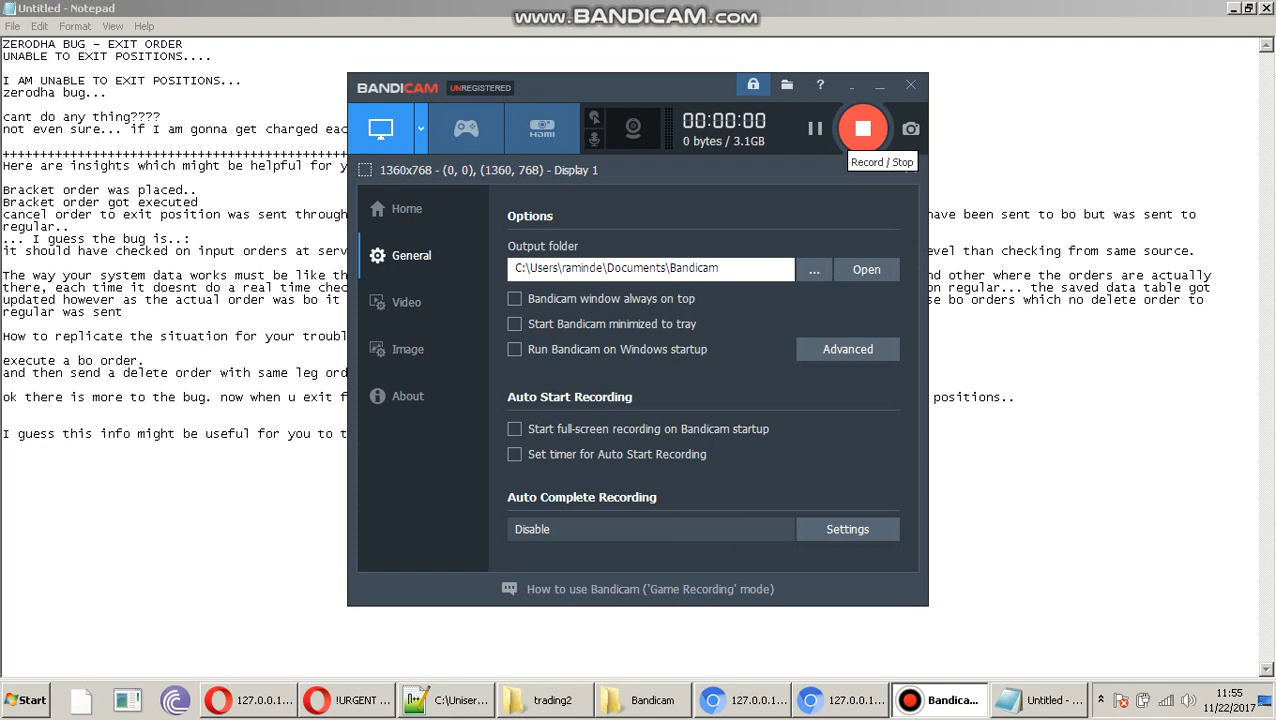 Untitled - Notepad
www.BANDICAM.com
File Edit Format View Help
ZERODHA BUG - EXIT ORDER
UNABLE TO EXIT POSITIONS....
I AM UNaBLE TO EXIT POSITIONS...
zerodha bug...
cant do any thing????
not even sure... if I am gonna get charged eac
Here are insights which might be helpful for y
Bracket order was placed..
Bracket order got executed
cancel order to exit position was sent through
have been sent to bo but was sent to
regular..
... I guess the bug is..:
it should have checked on input orders at serv
evel than checking from same source.
The way your system data works must be like th
nd other where the orders are actually
there, each time it doesnt do a real time chec
on regular... the saved data table got
updated however as the actual order was bo it
se bo orders which no delete order to
regular was sent
How to replicate the situation for your troubl
execute a bo order.
and then send a delete order with same leg ord
ok there is more to the bug. now when u exit f
positions..
I guess this info might be useful for you to t
BANDICAM UNREGISTERED
?
HDMI
00:00:00
0 bytes / 3.1GB
Record / Stop
1360x768 - (0, 0), (1360, 768) - Display 1
Home
General
Video
Image
About
Options
Output folder
C:\Users\raminde\Documents\Bandicam
...
Open
Bandicam window always on top
Start Bandicam minimized to tray
Run Bandicam on Windows startup
Advanced
Auto Start Recording
Start full-screen recording on Bandicam startup
Set timer for Auto Start Recording
Auto Complete Recording
Disable
Settings
How to use Bandicam ('Game Recording' mode)
Start
127.0.0.1...
IURGENT ...
C:\Uniser...
trading2
Bandicam
127.0.0.1...
127.0.0.1...
Bandica...
Untitled - ...
11:55
11/22/2017